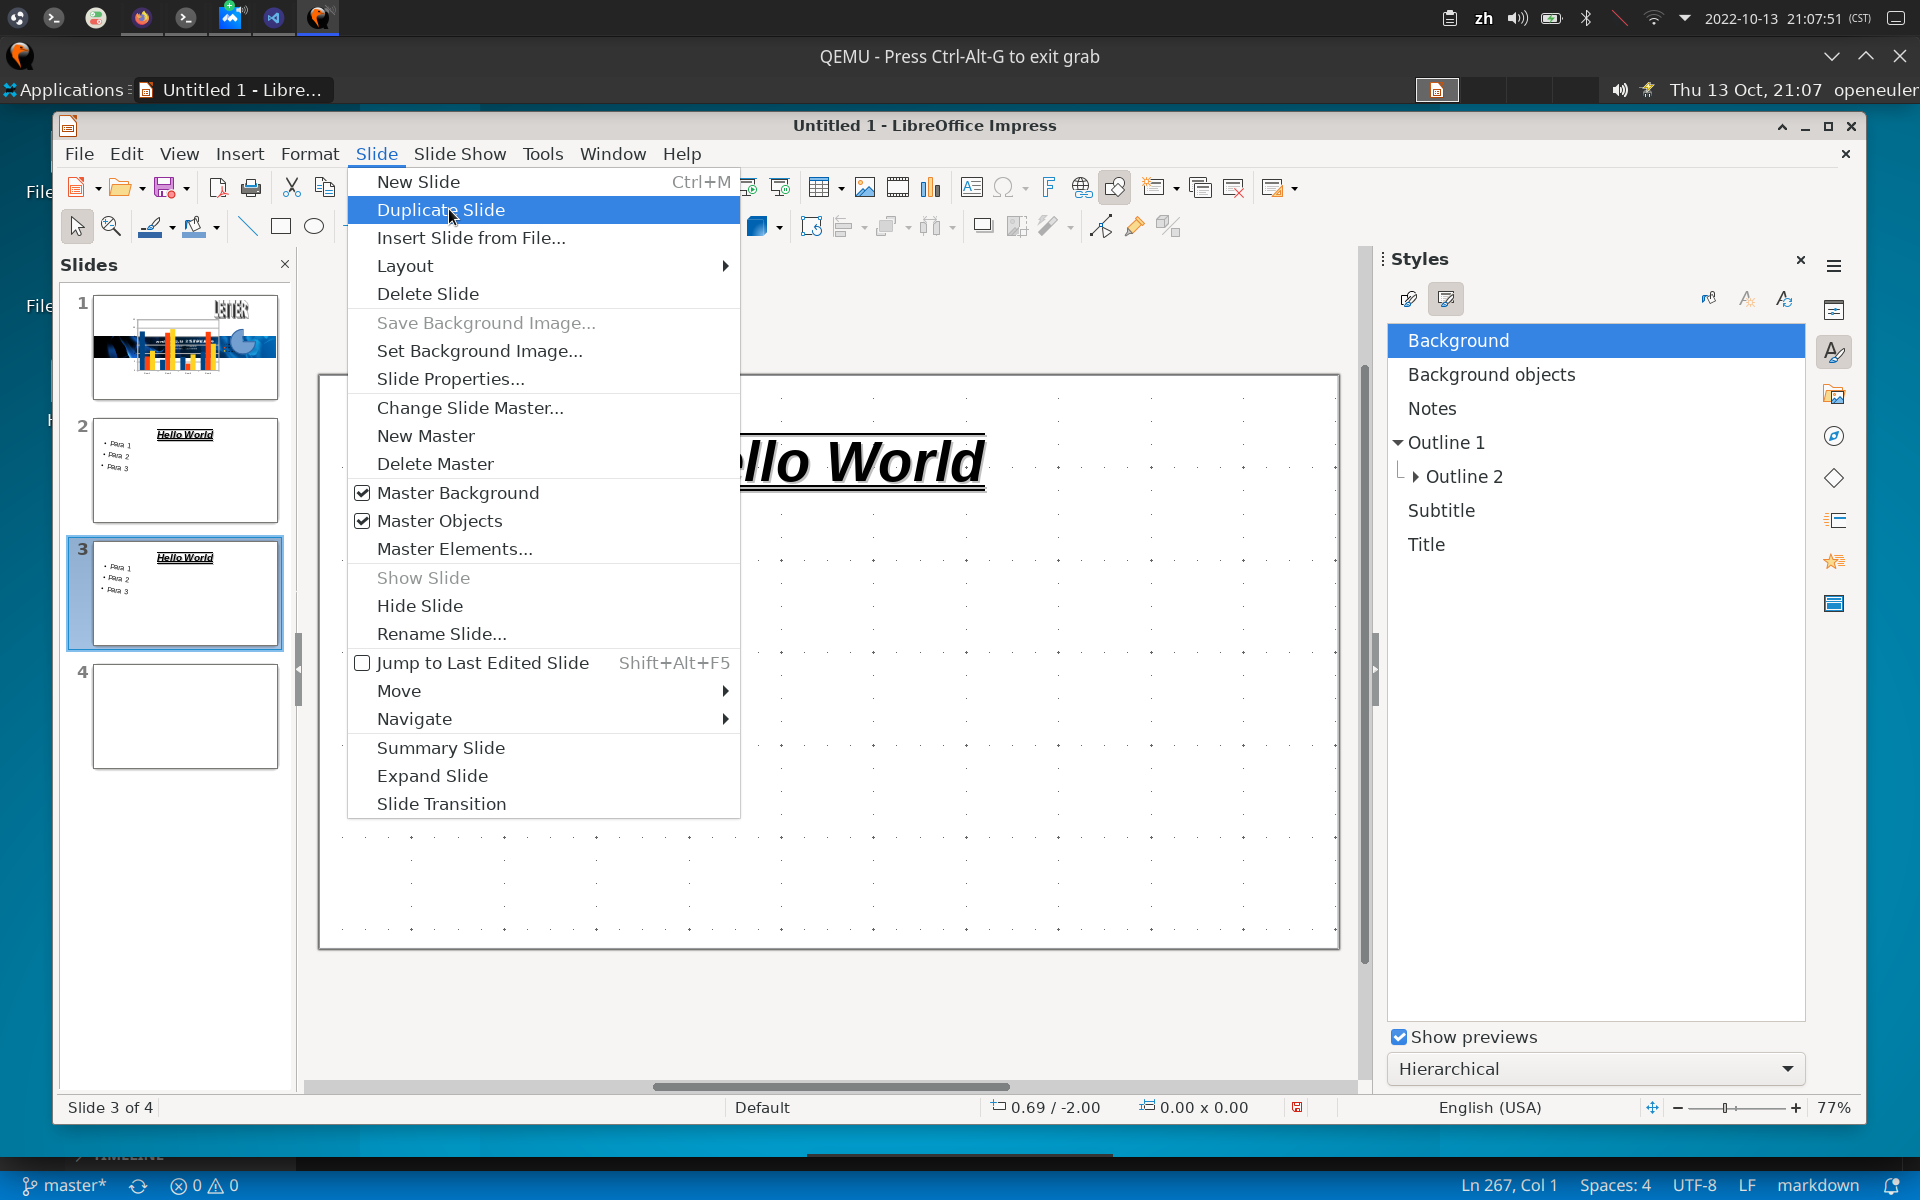 zh
2022-10-13 21:07:51 (CST)
QEMU - Press Ctrl-Alt-G to exit grab
Applications
Untitled 1 - Libre...
Thu 13 Oct, 21:07 openeuler
Untitled 1 - LibreOffice Impress
File Edit View Insert Format Slide Slide Show Tools Window Help
File
File
New Slide Ctrl+M
Duplicate Slide
Insert Slide from File...
Layout
Delete Slide
Save Background Image...
Set Background Image...
Slide Properties...
Change Slide Master...
New Master
Delete Master
Master Background
Master Objects
Master Elements...
Show Slide
Hide Slide
Rename Slide...
Jump to Last Edited Slide Shift+Alt+F5
Move
Navigate
Summary Slide
Expand Slide
Slide Transition
Slides
1
2
Hello World
• Para 1
• Para 2
• Para 3
3
Hello World
• Para 1
• Para 2
• Para 3
4
ello World
Styles
Background
Background objects
Notes
Outline 1
Outline 2
Subtitle
Title
Show previews
Hierarchical
Slide 3 of 4
Default
0.69 / -2.00
0.00 x 0.00
English (USA)
77%
TIMELINE
master*
0 0
Ln 267, Col 1 Spaces: 4 UTF-8 LF markdown